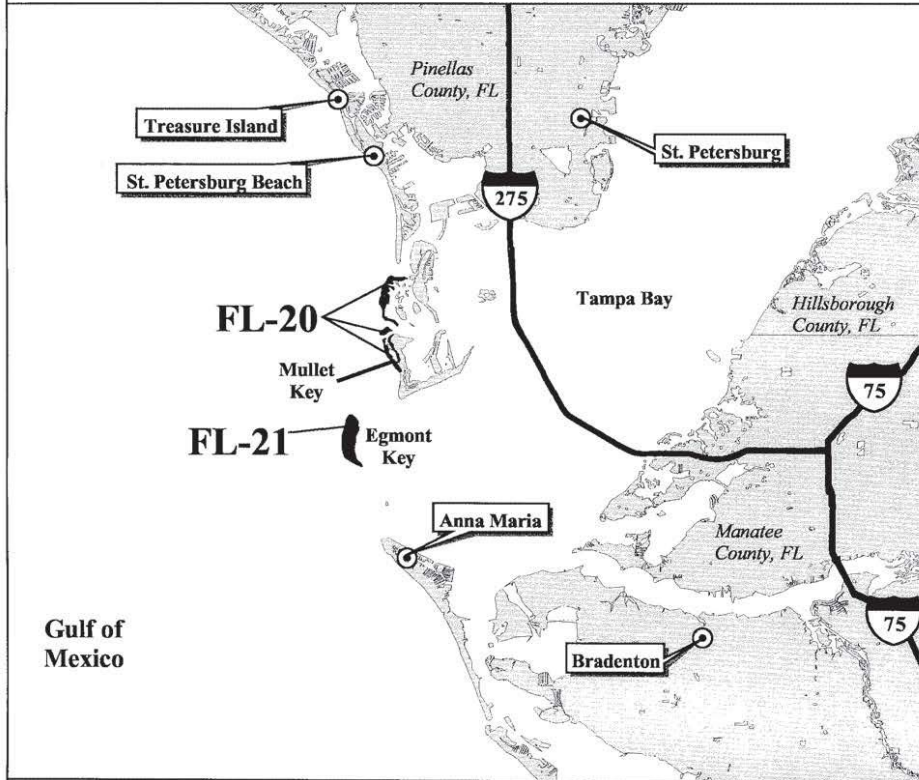 Pinellas
County, FL
Treasure Island
St. Petersburg
St. Petersburg Beach
275
Tampa Bay
Hillsborough
County, FL
FL-20
Mullet
Key
75
FL-21
Egmont
Key
Anna Maria
Manatee
County, FL
Gulf of
Mexico
75
Bradenton